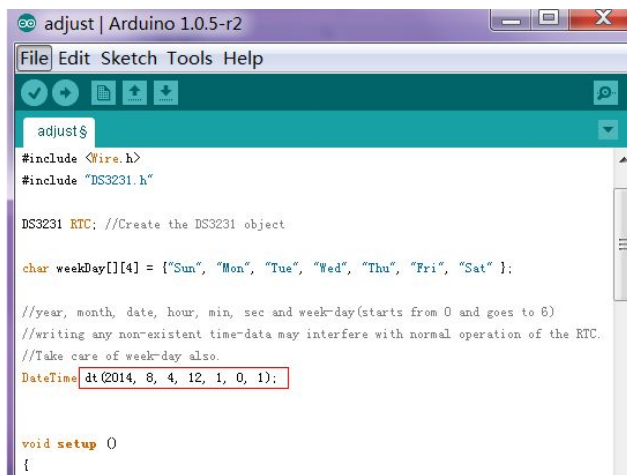 adjust | Arduino 1.0.5-r2
File Edit Sketch Tools Help
adjust§
#include <Wire.h>
#include "DS3231.h"
DS3231 RTC; //Create the DS3231 object
char weekDay[][4] = {"Sun", "Mon", "Tue", "Wed", "Thu", "Fri", "Sat" };
//year, month, date, hour, min, sec and week-day(starts from 0 and goes to 6)
//writing any non-existent time-data may interfere with normal operation of the RTC.
//Take care of week-day also.
DateTime dt(2014, 8, 4, 12, 1, 0, 1);
void setup ()
{